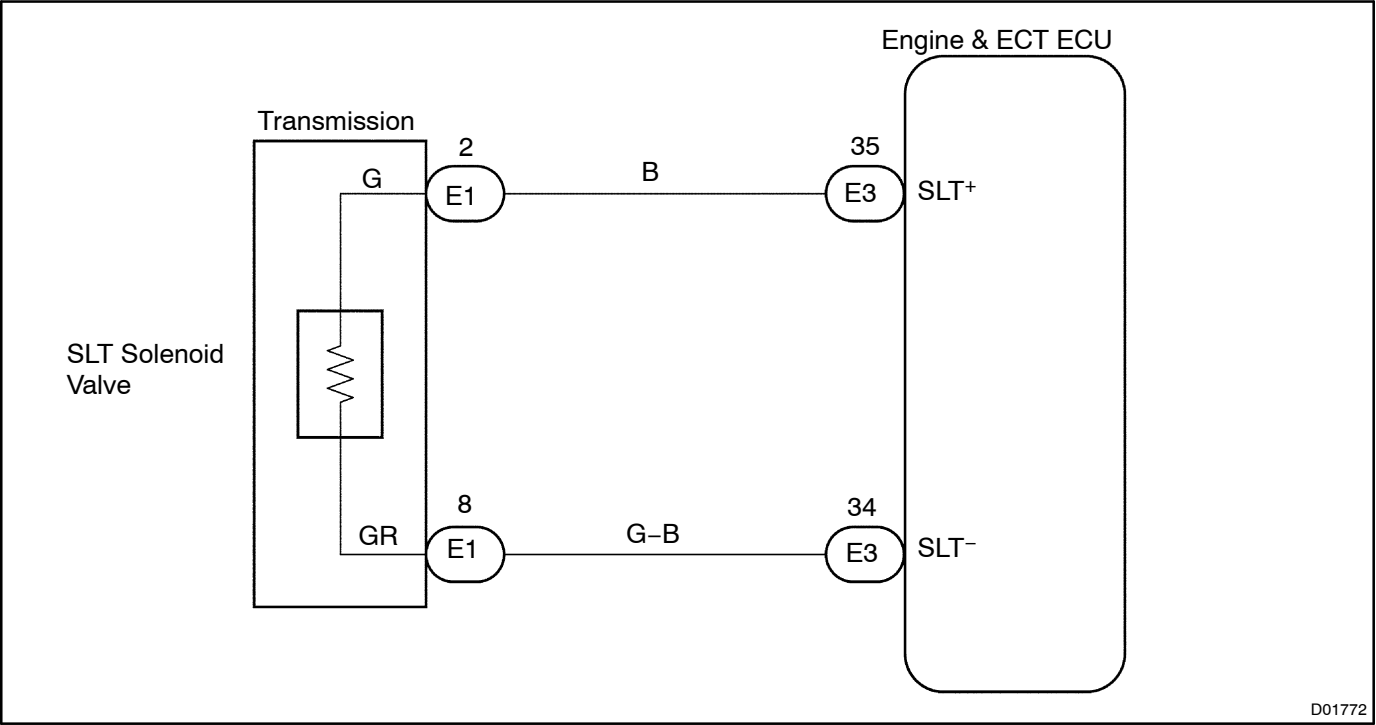 Engine & ECT ECU
Transmission
2
35
G
B
E1
E3
SLT+
SLT Solenoid
Valve
8
34
GR
G−B
E1
E3
SLT−
D01772